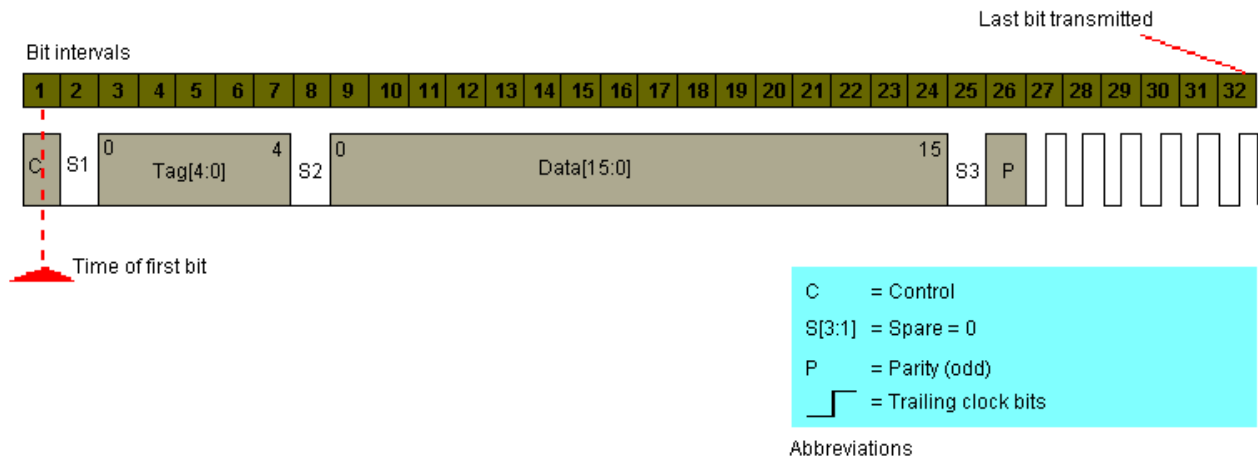 Last bit transmitted
Bit intervals
1 2 3 4 5 6 7 8 9 10 11 12 13 14 15 16 17 18 19 20 21 22 23 24 25 26 27 28 29 30 31 32
C S1 0 Tag[4:0] 4 S2 0 Data[15:0] 15 S3 P
Time of first bit
C = Control
S[3:1] = Spare = 0
P = Parity (odd)
= Trailing clock bits
Abbreviations